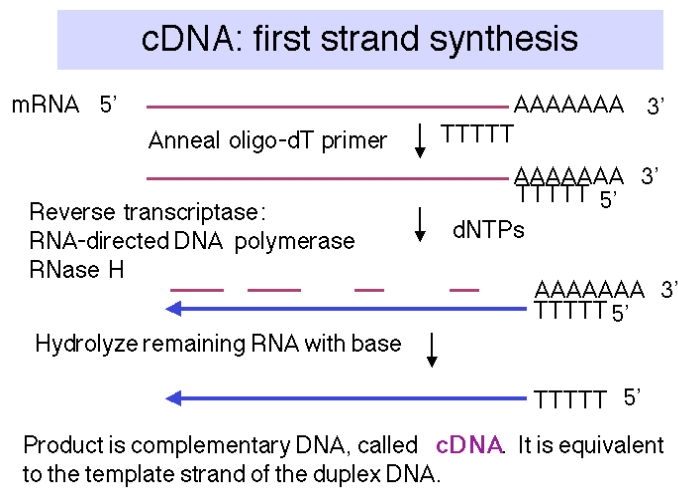 cDNA: first strand synthesis
mRNA 5' AAAAAAA 3'
Anneal oligo-dT primer TTTTT
AAAAAAA 3'
TTTTT 5'
Reverse transcriptase:
RNA-directed DNA polymerase dNTPs
RNase H
AAAAAAA 3'
TTTTT 5'
Hydrolyze remaining RNA with base
TTTTT 5'
Product is complementary DNA, called cDNA. It is equivalent
to the template strand of the duplex DNA.